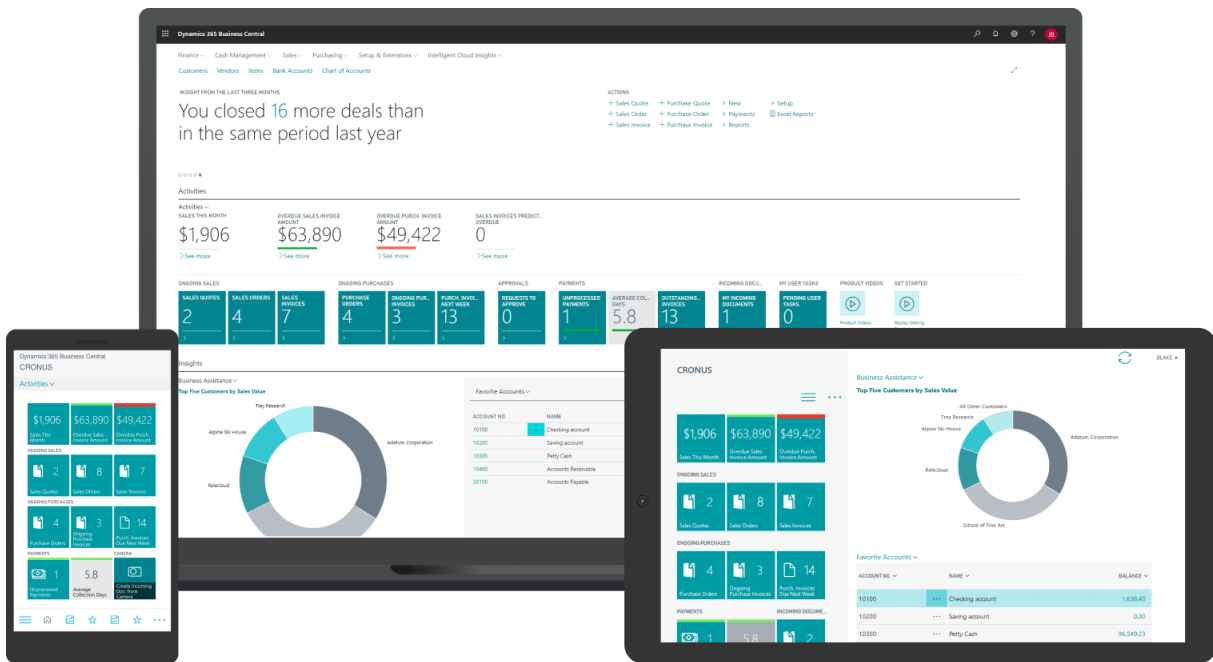 Dynamics 365 Business Central
JB
Finance Cash Management Sales Purchasing Setup & Extensions Intelligent Cloud Insights
Customers Vendors Items Bank Accounts Chart of Accounts
INSIGHT FROM THE LAST THREE MONTHS
You closed 16 more deals than
in the same period last year
ACTIONS
+ Sales Quote + Purchase Quote > New > Setup
+ Sales Order + Purchase Order > Payments Excel Reports
+ Sales Invoice + Purchase Invoice > Reports
Activities
Activities
SALES THIS MONTH
$1,906
>See more
OVERDUE SALES INVOICE
AMOUNT
$63,890
>See more
OVERDUE PURCH. INVOICE
AMOUNT
$49,422
>See more
SALES INVOICES PREDICT...
OVERDUE
0
>See more
ONGOING SALES
SALES QUOTES
2
SALES ORDERS
4
SALES
INVOICES
7
ONGOING PURCHASES
PURCHASE
ORDERS
4
ONGOING PUR...
INVOICES
3
PURCH. INVOI...
NEXT WEEK
13
APPROVALS
REQUESTS TO
APPROVE
0
PAYMENTS
UNPROCESSED
PAYMENTS
1
AVERAGE COL...
DAYS
5.8
OUTSTANDING...
INVOICES
13
INCOMING DOCU...
MY INCOMING
DOCUMENTS
1
MY USER TASKS
PENDING USER
TASKS
0
PRODUCT VIDEOS
Product Videos
GET STARTED
Replay Getting
Insights
Business Assistance
Top Five Customers by Sales Value
Trey Research
Alpine Ski House
Relecloud
Adatum Corporation
Favorite Accounts
ACCOUNT NO. NAME
10100 Checking account
10200 Saving account
10300 Petty Cash
10400 Accounts Receivable
20100 Accounts Payable
Dynamics 365 Business Central
CRONUS
Activities
$1,906
Sales This
Month
$63,890
Overdue Sales
Invoice Amount
$49,422
Overdue Purch.
Invoice Amount
ONGOING SALES
2
Sales Quotes
8
Sales Orders
7
Sales Invoices
ONGOING PURCHASES
4
Purchase Orders
3
Ongoing
Purchase
Invoices
14
Purch. Invoices
Due Next Week
PAYMENTS
1
Unprocessed
Payments
5.8
Average
Collection Days
CAMERA
Create Incoming
Doc. from
Camera
CRONUS
BLAKE
$1,906
Sales This Month
$63,890
Overdue Sales
Invoice Amount
$49,422
Overdue Purch.
Invoice Amount
ONGOING SALES
2
Sales Quotes
8
Sales Orders
7
Sales Invoices
ONGOING PURCHASES
4
Purchase Orders
3
Ongoing
Purchase Invoices
14
Purch. Invoices
Due Next Week
PAYMENTS
1
5.8
INCOMING DOCUME...
2
Business Assistance
Top Five Customers by Sales Value
All Other Customers
Trey Research
Alpine Ski House
Relecloud
Adatum Corporation
School of Fine Art
Favorite Accounts
ACCOUNT NO. NAME BALANCE
10100 Checking account 1,638.40
10200 Saving account 0.00
10300 Petty Cash 96,549.23